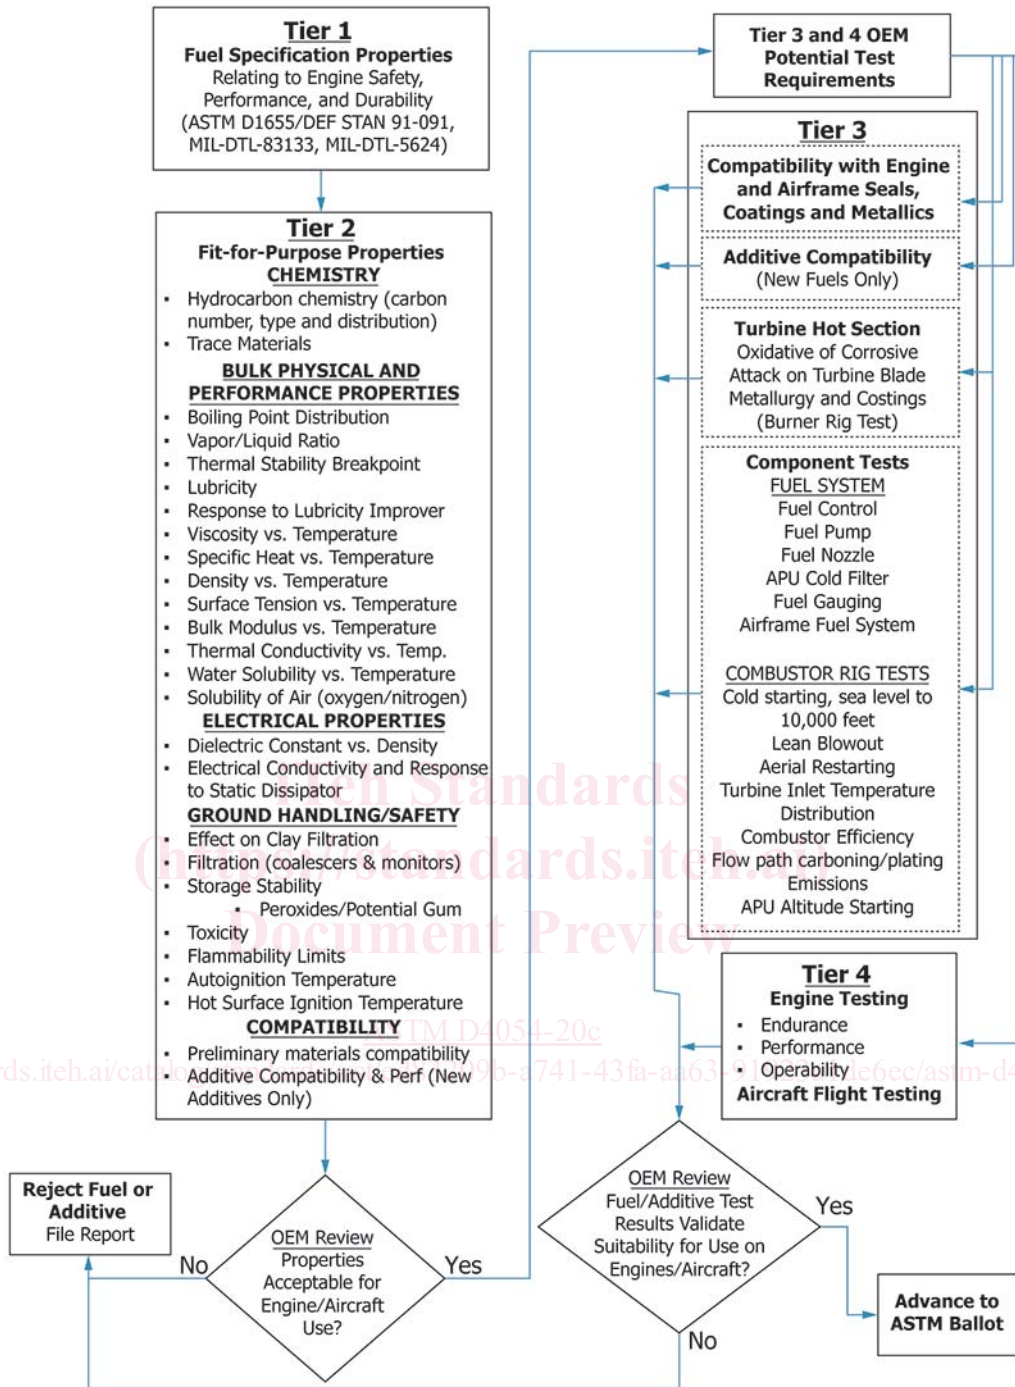 Tier 1
Fuel Specification Properties
Relating to Engine Safety,
Performance, and Durability
(ASTM D1655/DEF STAN 91-091,
MIL-DTL-83133, MIL-DTL-5624)
Tier 2
Fit-for-Purpose Properties
CHEMISTRY
▪ Hydrocarbon chemistry (carbon
number, type and distribution)
▪ Trace Materials
BULK PHYSICAL AND
PERFORMANCE PROPERTIES
▪ Boiling Point Distribution
▪ Vapor/Liquid Ratio
▪ Thermal Stability Breakpoint
▪ Lubricity
▪ Response to Lubricity Improver
▪ Viscosity vs. Temperature
▪ Specific Heat vs. Temperature
▪ Density vs. Temperature
▪ Surface Tension vs. Temperature
▪ Bulk Modulus vs. Temperature
▪ Thermal Conductivity vs. Temp.
▪ Water Solubility vs. Temperature
▪ Solubility of Air (oxygen/nitrogen)
ELECTRICAL PROPERTIES
▪ Dielectric Constant vs. Density
▪ Electrical Conductivity and Response
to Static Dissipator
GROUND HANDLING/SAFETY
▪ Effect on Clay Filtration
▪ Filtration (coalescers & monitors)
▪ Storage Stability
▪ Peroxides/Potential Gum
▪ Toxicity
▪ Flammability Limits
▪ Autoignition Temperature
▪ Hot Surface Ignition Temperature
COMPATIBILITY
▪ Preliminary materials compatibility
▪ Additive Compatibility & Perf (New
Additives Only)
OEM Review
Properties
Acceptable for
Engine/Aircraft
Use?
No
Yes
Reject Fuel or
Additive
File Report
Tier 3 and 4 OEM
Potential Test
Requirements
Tier 3
Compatibility with Engine
and Airframe Seals,
Coatings and Metallics
Additive Compatibility
(New Fuels Only)
Turbine Hot Section
Oxidative of Corrosive
Attack on Turbine Blade
Metallurgy and Costings
(Burner Rig Test)
Component Tests
FUEL SYSTEM
Fuel Control
Fuel Pump
Fuel Nozzle
APU Cold Filter
Fuel Gauging
Airframe Fuel System
COMBUSTOR RIG TESTS
Cold starting, sea level to
10,000 feet
Lean Blowout
Aerial Restarting
Turbine Inlet Temperature
Distribution
Combustor Efficiency
Flow path carboning/plating
Emissions
APU Altitude Starting
Tier 4
Engine Testing
▪ Endurance
▪ Performance
▪ Operability
Aircraft Flight Testing
OEM Review
Fuel/Additive Test
Results Validate
Suitability for Use on
Engines/Aircraft?
Yes
No
Advance to
ASTM Ballot
iTeh Standards
(https://standards.iteh.ai)
Document Preview
ASTM D4054-20c